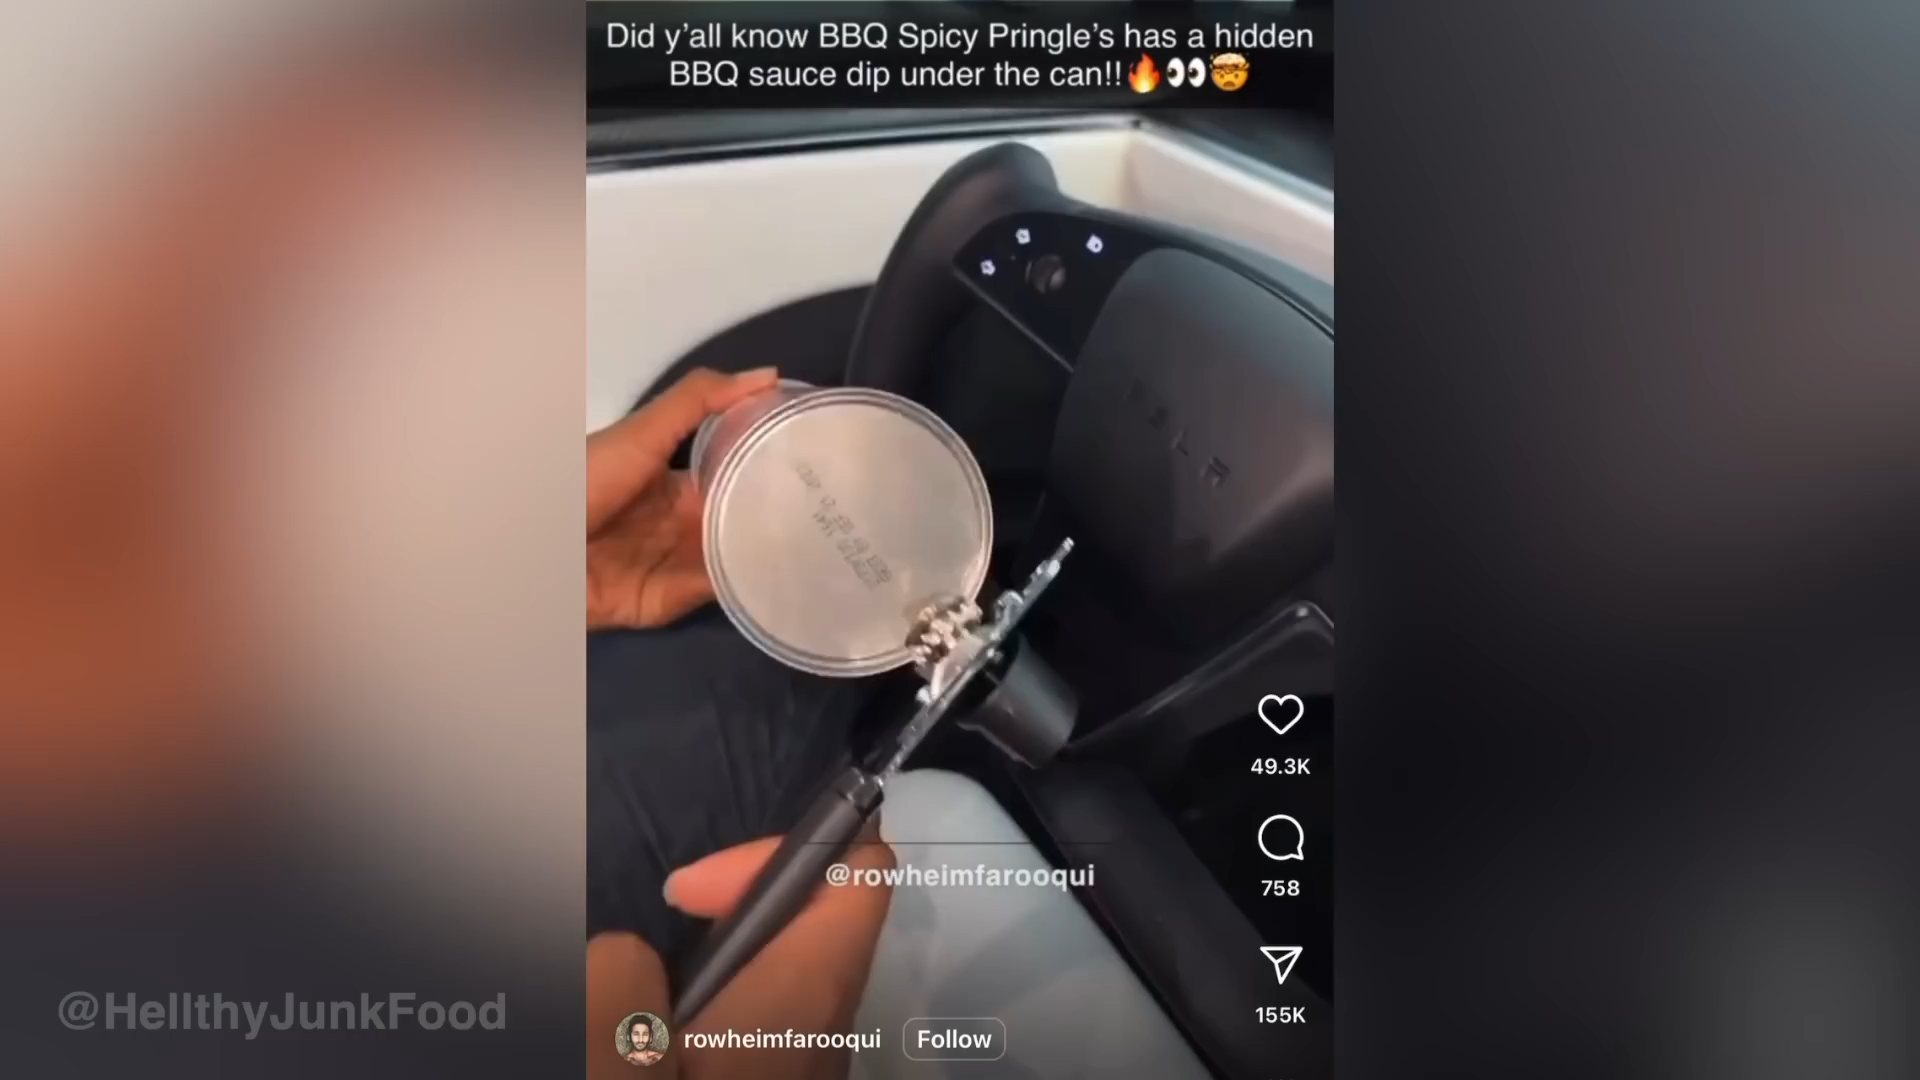 Did y'all know BBQ Spicy Pringle's has a hidden
BBQ sauce dip under the can!!🔥👀🤯
49.3K
758
@rowheimfarooqui
155K
@HellthyJunkFood
rowheimfarooqui
Follow